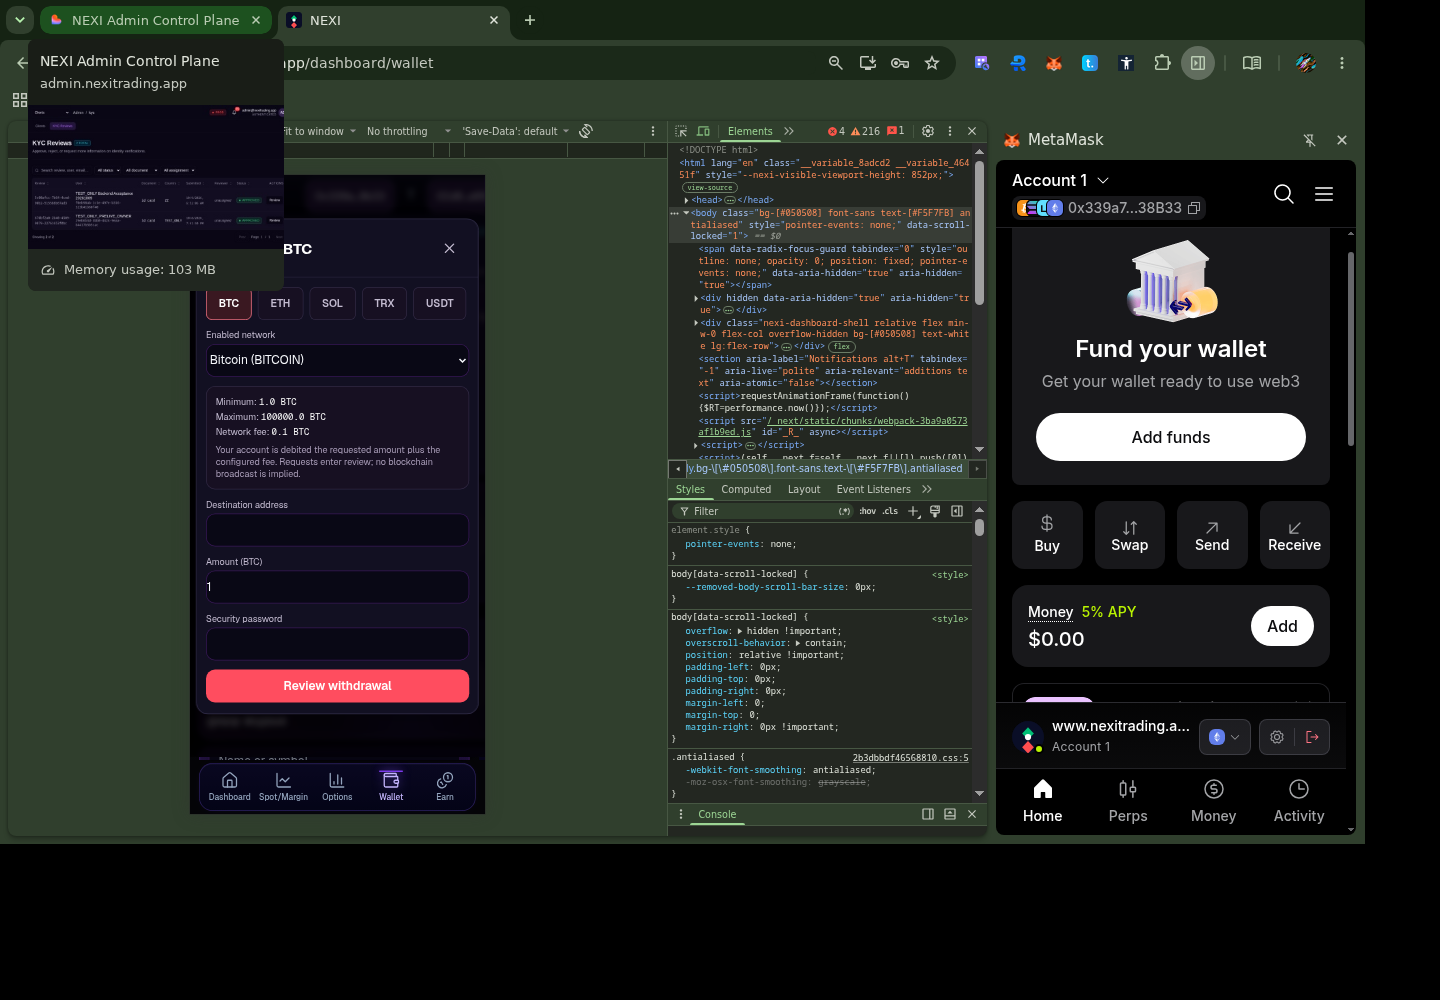 NEXI Admin Control Plane
NEXI
NEXI Admin Control Plane
admin.nexitrading.app
KYC Reviews
Memory usage: 103 MB
app/dashboard/wallet
Fit to window
No throttling
'Save-Data': default
BTC
BTC
ETH
SOL
TRX
USDT
Enabled network
Bitcoin (BITCOIN)
Minimum: 1.0 BTC
Maximum: 100000.0 BTC
Network fee: 0.1 BTC
Your account is debited the requested amount plus the
configured fee. Requests enter review; no blockchain
broadcast is implied.
Destination address
Amount (BTC)
1
Security password
Review withdrawal
Name or symbol
Dashboard
Spot/Margin
Options
Wallet
Earn
Elements
4
216
1
<!DOCTYPE html>
<html lang="en" class="__variable_8adcd2 __variable_464
51f" style="--nexi-visible-viewport-height: 852px;">
view-source
<head> </head>
<body class="bg-[#050508] font-sans text-[#F5F7FB] an
tialiased" style="pointer-events: none;" data-scroll-
locked="1"> == $0
<span data-radix-focus-guard tabindex="0" style="ou
tline: none; opacity: 0; position: fixed; pointer-e
vents: none;" data-aria-hidden="true" aria-hidden=
"true"></span>
<div hidden data-aria-hidden="true" aria-hidden="tr
ue"> </div>
<div class="nexi-dashboard-shell relative flex min-
w-0 flex-col overflow-hidden bg-[#050508] text-whit
e lg:flex-row"> </div> flex
<section aria-label="Notifications alt+T" tabindex=
"-1" aria-live="polite" aria-relevant="additions te
xt" aria-atomic="false"></section>
<script>requestAnimationFrame(function()
{$RT=performance.now()});</script>
<script src="/_next/static/chunks/webpack-3ba9a0573
af1b9ed.js" id="_R_" async></script>
<script> </script>
<script>(self.__next_f=self.__next_f||[]).push([0])
y.bg-\[\#050508\].font-sans.text-\[\#F5F7FB\].antialiased
Styles
Computed
Layout
Event Listeners
Filter
:hov
.cls
element.style {
pointer-events: none;
}
body[data-scroll-locked] {
<style>
--removed-body-scroll-bar-size: 0px;
}
body[data-scroll-locked] {
<style>
overflow: hidden !important;
overscroll-behavior: contain;
position: relative !important;
padding-left: 0px;
padding-top: 0px;
padding-right: 0px;
margin-left: 0;
margin-top: 0;
margin-right: 0px !important;
}
.antialiased {
2b3dbbdf46568810.css:5
-webkit-font-smoothing: antialiased;
-moz-osx-font-smoothing: grayscale;
}
Console
MetaMask
Account 1
0x339a7...38B33
Fund your wallet
Get your wallet ready to use web3
Add funds
Buy
Swap
Send
Receive
Money 5% APY
$0.00
Add
www.nexitrading.a...
Account 1
Home
Perps
Money
Activity